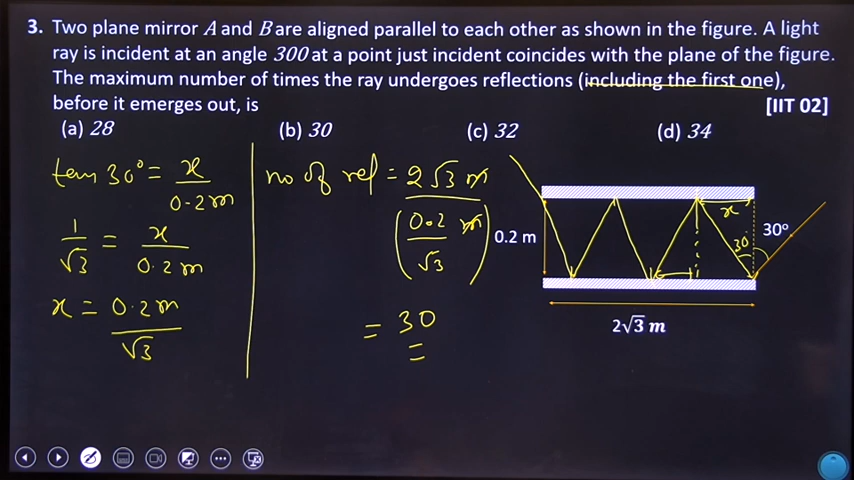 3. Two plane mirror A and B are aligned parallel to each other as shown in the figure. A light
ray is incident at an angle 300 at a point just incident coincides with the plane of the figure.
The maximum number of times the ray undergoes reflections (including the first one),
before it emerges out, is [IIT 02]
(a) 28 (b) 30 (c) 32 (d) 34
tan 30° = x / 0.2m
1/√3 = x / 0.2m
x = 0.2m / √3
no of ref = 2√3 m / (0.2 m / √3)
= 30
0.2 m
x
30
30°
2√3 m